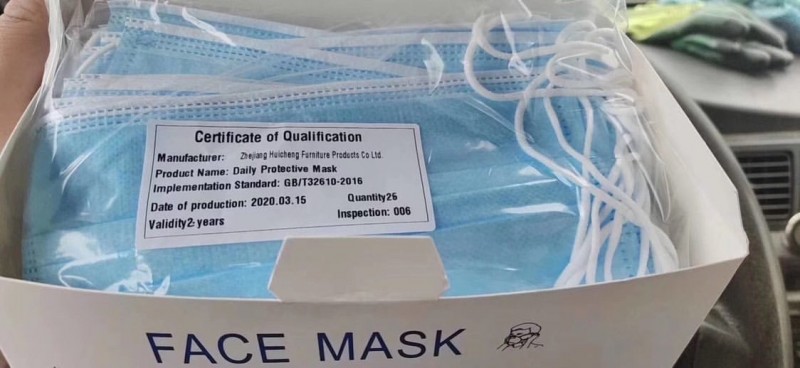 Certificate of Qualification
Manufacturer: Zhejiang Huicheng Furniture Products Co Ltd.
Product Name: Daily Protective Mask
Implementation Standard: GB/T32610-2016
Date of production: 2020.03.15 Quantity25
Validity2 years Inspection: 006
FACE MASK